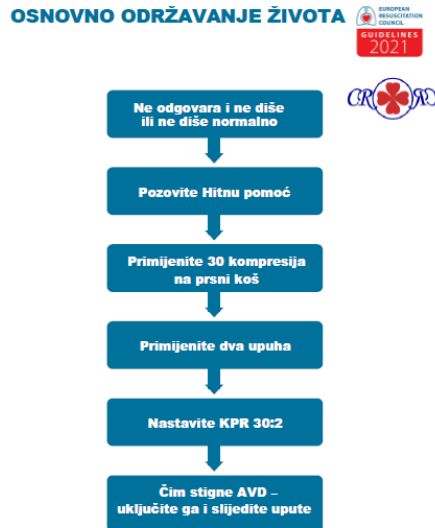 OSNOVNO ODRŽAVANJE ŽIVOTA
EUROPEAN
RESUSCITATION
COUNCIL
GUIDELINES
2021
Ne odgovara i ne diše
ili ne diše normalno
Pozovite Hitnu pomoć
Primijenite 30 kompresija
na prsni koš
Primijenite dva upuha
Nastavite KPR 30:2
Čim stigne AVD –
uključite ga i slijedite upute